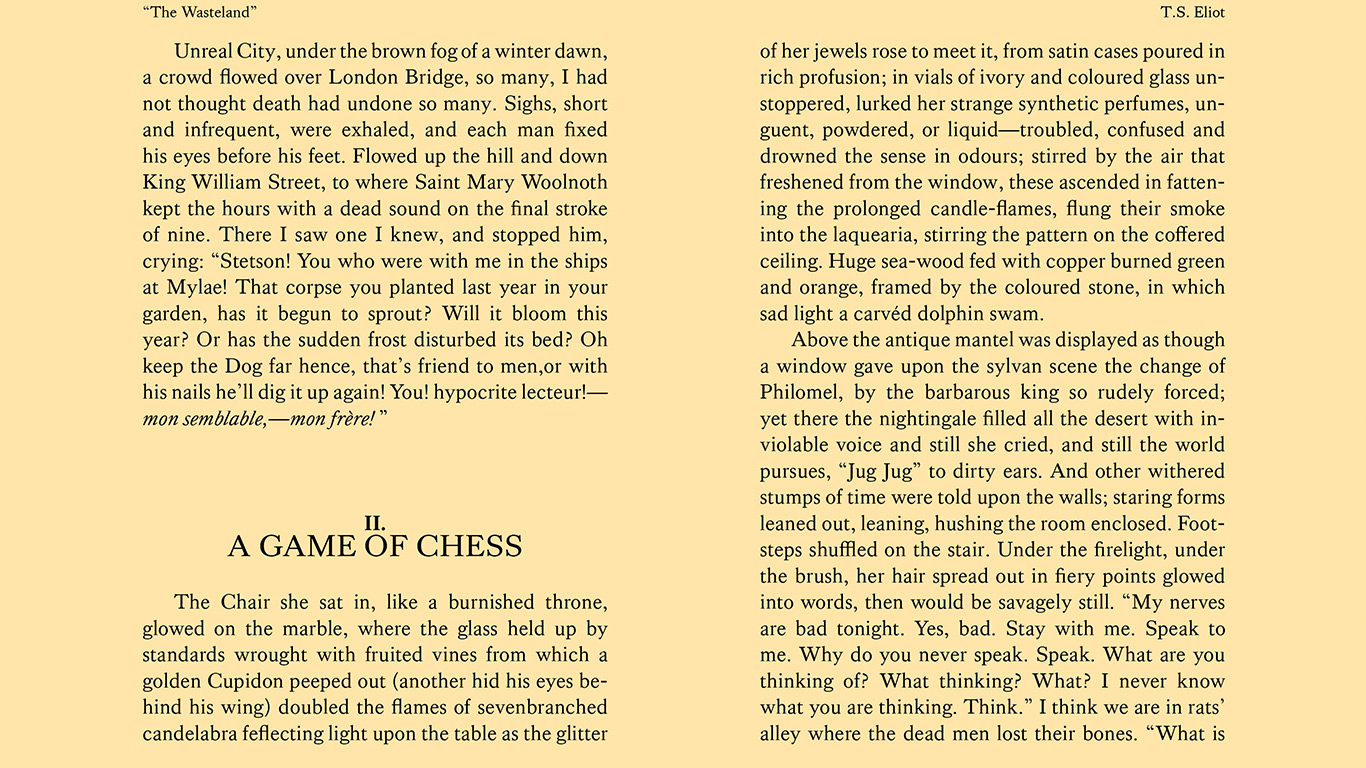 “The Wasteland”
T.S. Eliot
Unreal City, under the brown fog of a winter dawn,
a crowd flowed over London Bridge, so many, I had
not thought death had undone so many. Sighs, short
and infrequent, were exhaled, and each man fixed
his eyes before his feet. Flowed up the hill and down
King William Street, to where Saint Mary Woolnoth
kept the hours with a dead sound on the final stroke
of nine. There I saw one I knew, and stopped him,
crying: “Stetson! You who were with me in the ships
at Mylae! That corpse you planted last year in your
garden, has it begun to sprout? Will it bloom this
year? Or has the sudden frost disturbed its bed? Oh
keep the Dog far hence, that’s friend to men,or with
his nails he’ll dig it up again! You! hypocrite lecteur!—
mon semblable,—mon frère! ”
II.
A GAME OF CHESS
The Chair she sat in, like a burnished throne,
glowed on the marble, where the glass held up by
standards wrought with fruited vines from which a
golden Cupidon peeped out (another hid his eyes be-
hind his wing) doubled the flames of sevenbranched
candelabra feflecting light upon the table as the glitter
of her jewels rose to meet it, from satin cases poured in
rich profusion; in vials of ivory and coloured glass un-
stoppered, lurked her strange synthetic perfumes, un-
guent, powdered, or liquid—troubled, confused and
drowned the sense in odours; stirred by the air that
freshened from the window, these ascended in fatten-
ing the prolonged candle-flames, flung their smoke
into the laquearia, stirring the pattern on the coffered
ceiling. Huge sea-wood fed with copper burned green
and orange, framed by the coloured stone, in which
sad light a carvéd dolphin swam.
Above the antique mantel was displayed as though
a window gave upon the sylvan scene the change of
Philomel, by the barbarous king so rudely forced;
yet there the nightingale filled all the desert with in-
violable voice and still she cried, and still the world
pursues, “Jug Jug” to dirty ears. And other withered
stumps of time were told upon the walls; staring forms
leaned out, leaning, hushing the room enclosed. Foot-
steps shuffled on the stair. Under the firelight, under
the brush, her hair spread out in fiery points glowed
into words, then would be savagely still. “My nerves
are bad tonight. Yes, bad. Stay with me. Speak to
me. Why do you never speak. Speak. What are you
thinking of? What thinking? What? I never know
what you are thinking. Think.” I think we are in rats’
alley where the dead men lost their bones. “What is